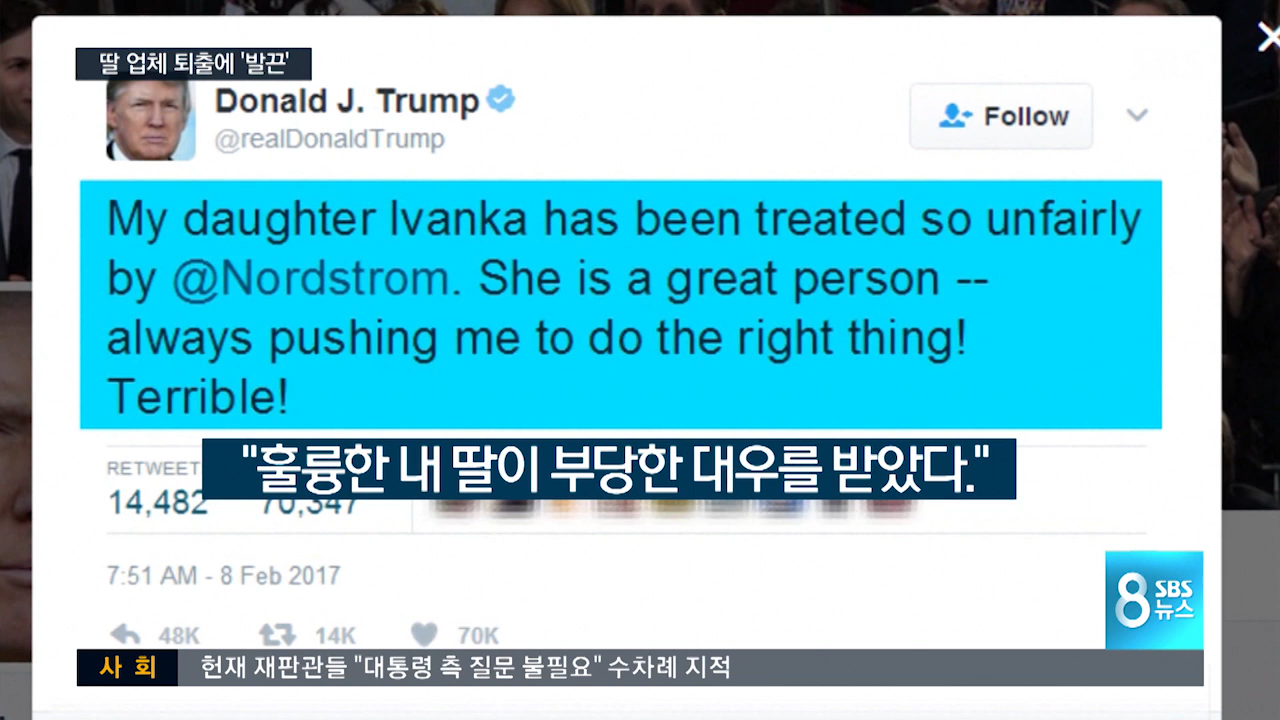 딸 업체 퇴출에 '발끈'
Donald J. Trump
@realDonaldTrump
Follow
My daughter Ivanka has been treated so unfairly
by @Nordstrom. She is a great person --
always pushing me to do the right thing!
Terrible!
"훌륭한 내 딸이 부당한 대우를 받았다."
RETWEET
14,482 70,347
7:51 AM - 8 Feb 2017
48K 14K 70K
8 SBS
뉴스
사 회 헌재 재판관들 "대통령 측 질문 불필요" 수차례 지적